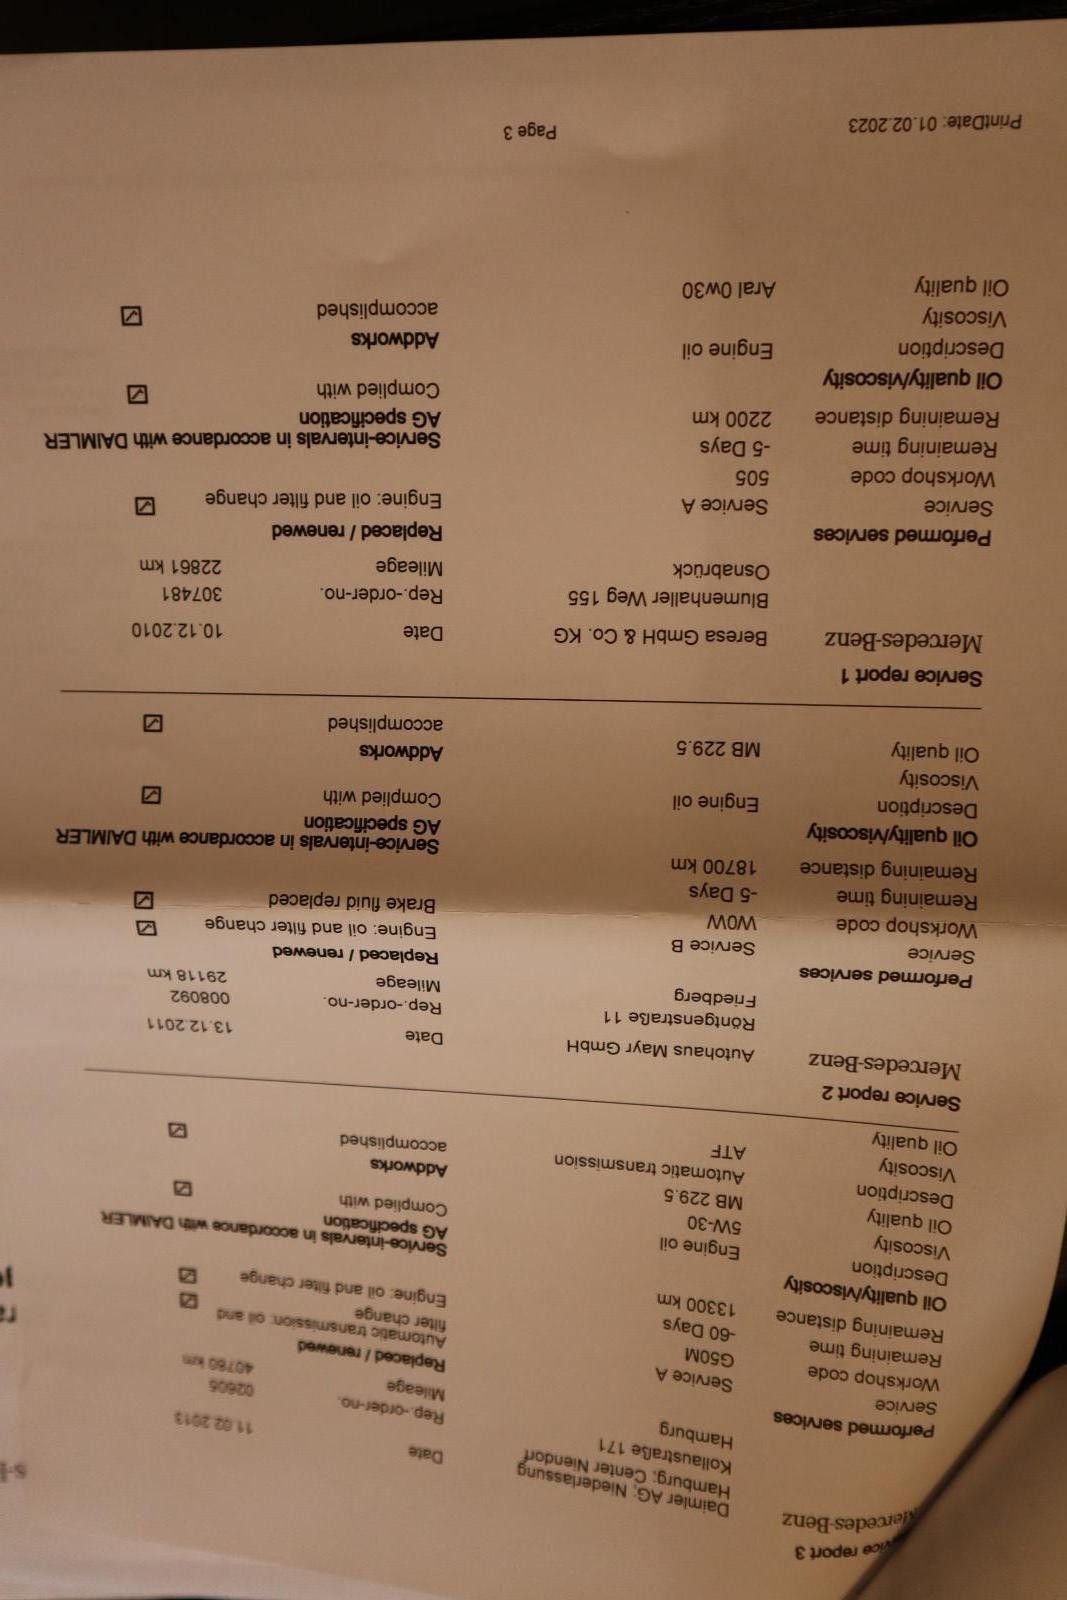 Service report 3
Mercedes-Benz Daimler AG; Niederlassung Date 11.02.2013
Hamburg; Center Niendorf Rep.-order-no. 02605
Kollaustraße 171 Mileage 40780 km
Hamburg
Performed services Replaced / renewed
Service Service A Automatic transmission: oil and
filter change ☑
Workshop code G50M Engine: oil and filter change ☑
Remaining time -60 Days
Remaining distance 13300 km Service-intervals in accordance with DAIMLER
AG specification
Oil quality/viscosity Complied with ☑
Description Engine oil
Viscosity 5W-30 Addworks
Oil quality MB 229.5 accomplished ☑
Description Automatic transmission
Viscosity
Oil quality ATF
Service report 2
Mercedes-Benz Autohaus Mayr GmbH Date 13.12.2011
Röntgenstraße 11 Rep.-order-no. 008092
Friedberg Mileage 29118 km
Performed services Replaced / renewed
Service Service B Engine: oil and filter change ☑
Workshop code W0W Brake fluid replaced ☑
Remaining time -5 Days
Remaining distance 18700 km Service-intervals in accordance with DAIMLER
AG specification
Oil quality/viscosity Complied with ☑
Description Engine oil
Viscosity Addworks
Oil quality MB 229.5 accomplished ☑
Service report 1
Mercedes-Benz Beresa GmbH & Co. KG Date 10.12.2010
Blumenhaller Weg 155 Rep.-order-no. 307481
Osnabrück Mileage 22861 km
Performed services Replaced / renewed
Service Service A Engine: oil and filter change ☑
Workshop code 505
Remaining time -5 Days Service-intervals in accordance with DAIMLER
AG specification
Remaining distance 2200 km Complied with ☑
Oil quality/viscosity
Description Engine oil Addworks
Viscosity accomplished ☑
Oil quality Aral 0w30
PrintDate: 01.02.2023 Page 3